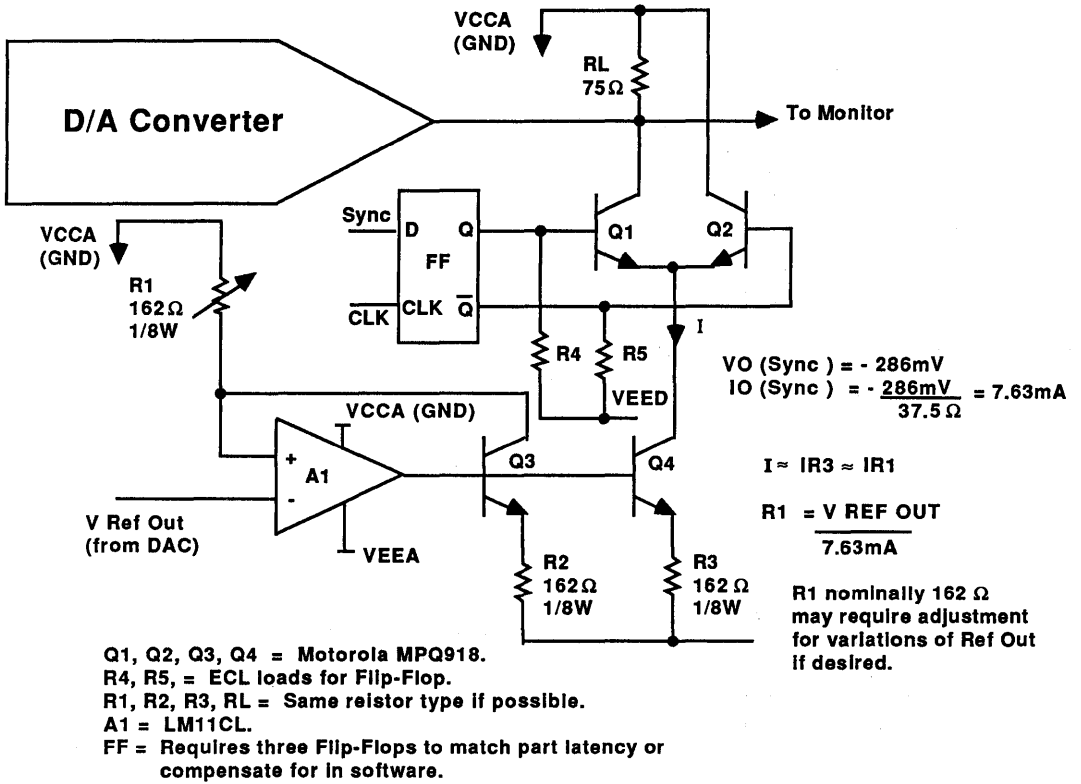 VCCA
(GND)
RL
75Ω
D/A Converter
To Monitor
Sync
D
Q
Q1
Q2
VCCA
(GND)
FF
R1
162Ω
1/8W
CLK
CLK
Q
I
R4
R5
VO (Sync ) = - 286mV
IO (Sync ) = - 286mV = 7.63mA
37.5 Ω
VEED
VCCA (GND)
+
A1
-
Q3
Q4
I ≈ IR3 ≈ IR1
V Ref Out
(from DAC)
R1 = V REF OUT
7.63mA
VEEA
R2
162Ω
1/8W
R3
162Ω
1/8W
R1 nominally 162 Ω
may require adjustment
for variations of Ref Out
if desired.
Q1, Q2, Q3, Q4 = Motorola MPQ918.
R4, R5, = ECL loads for Flip-Flop.
R1, R2, R3, RL = Same reistor type if possible.
A1 = LM11CL.
FF = Requires three Flip-Flops to match part latency or
compensate for in software.